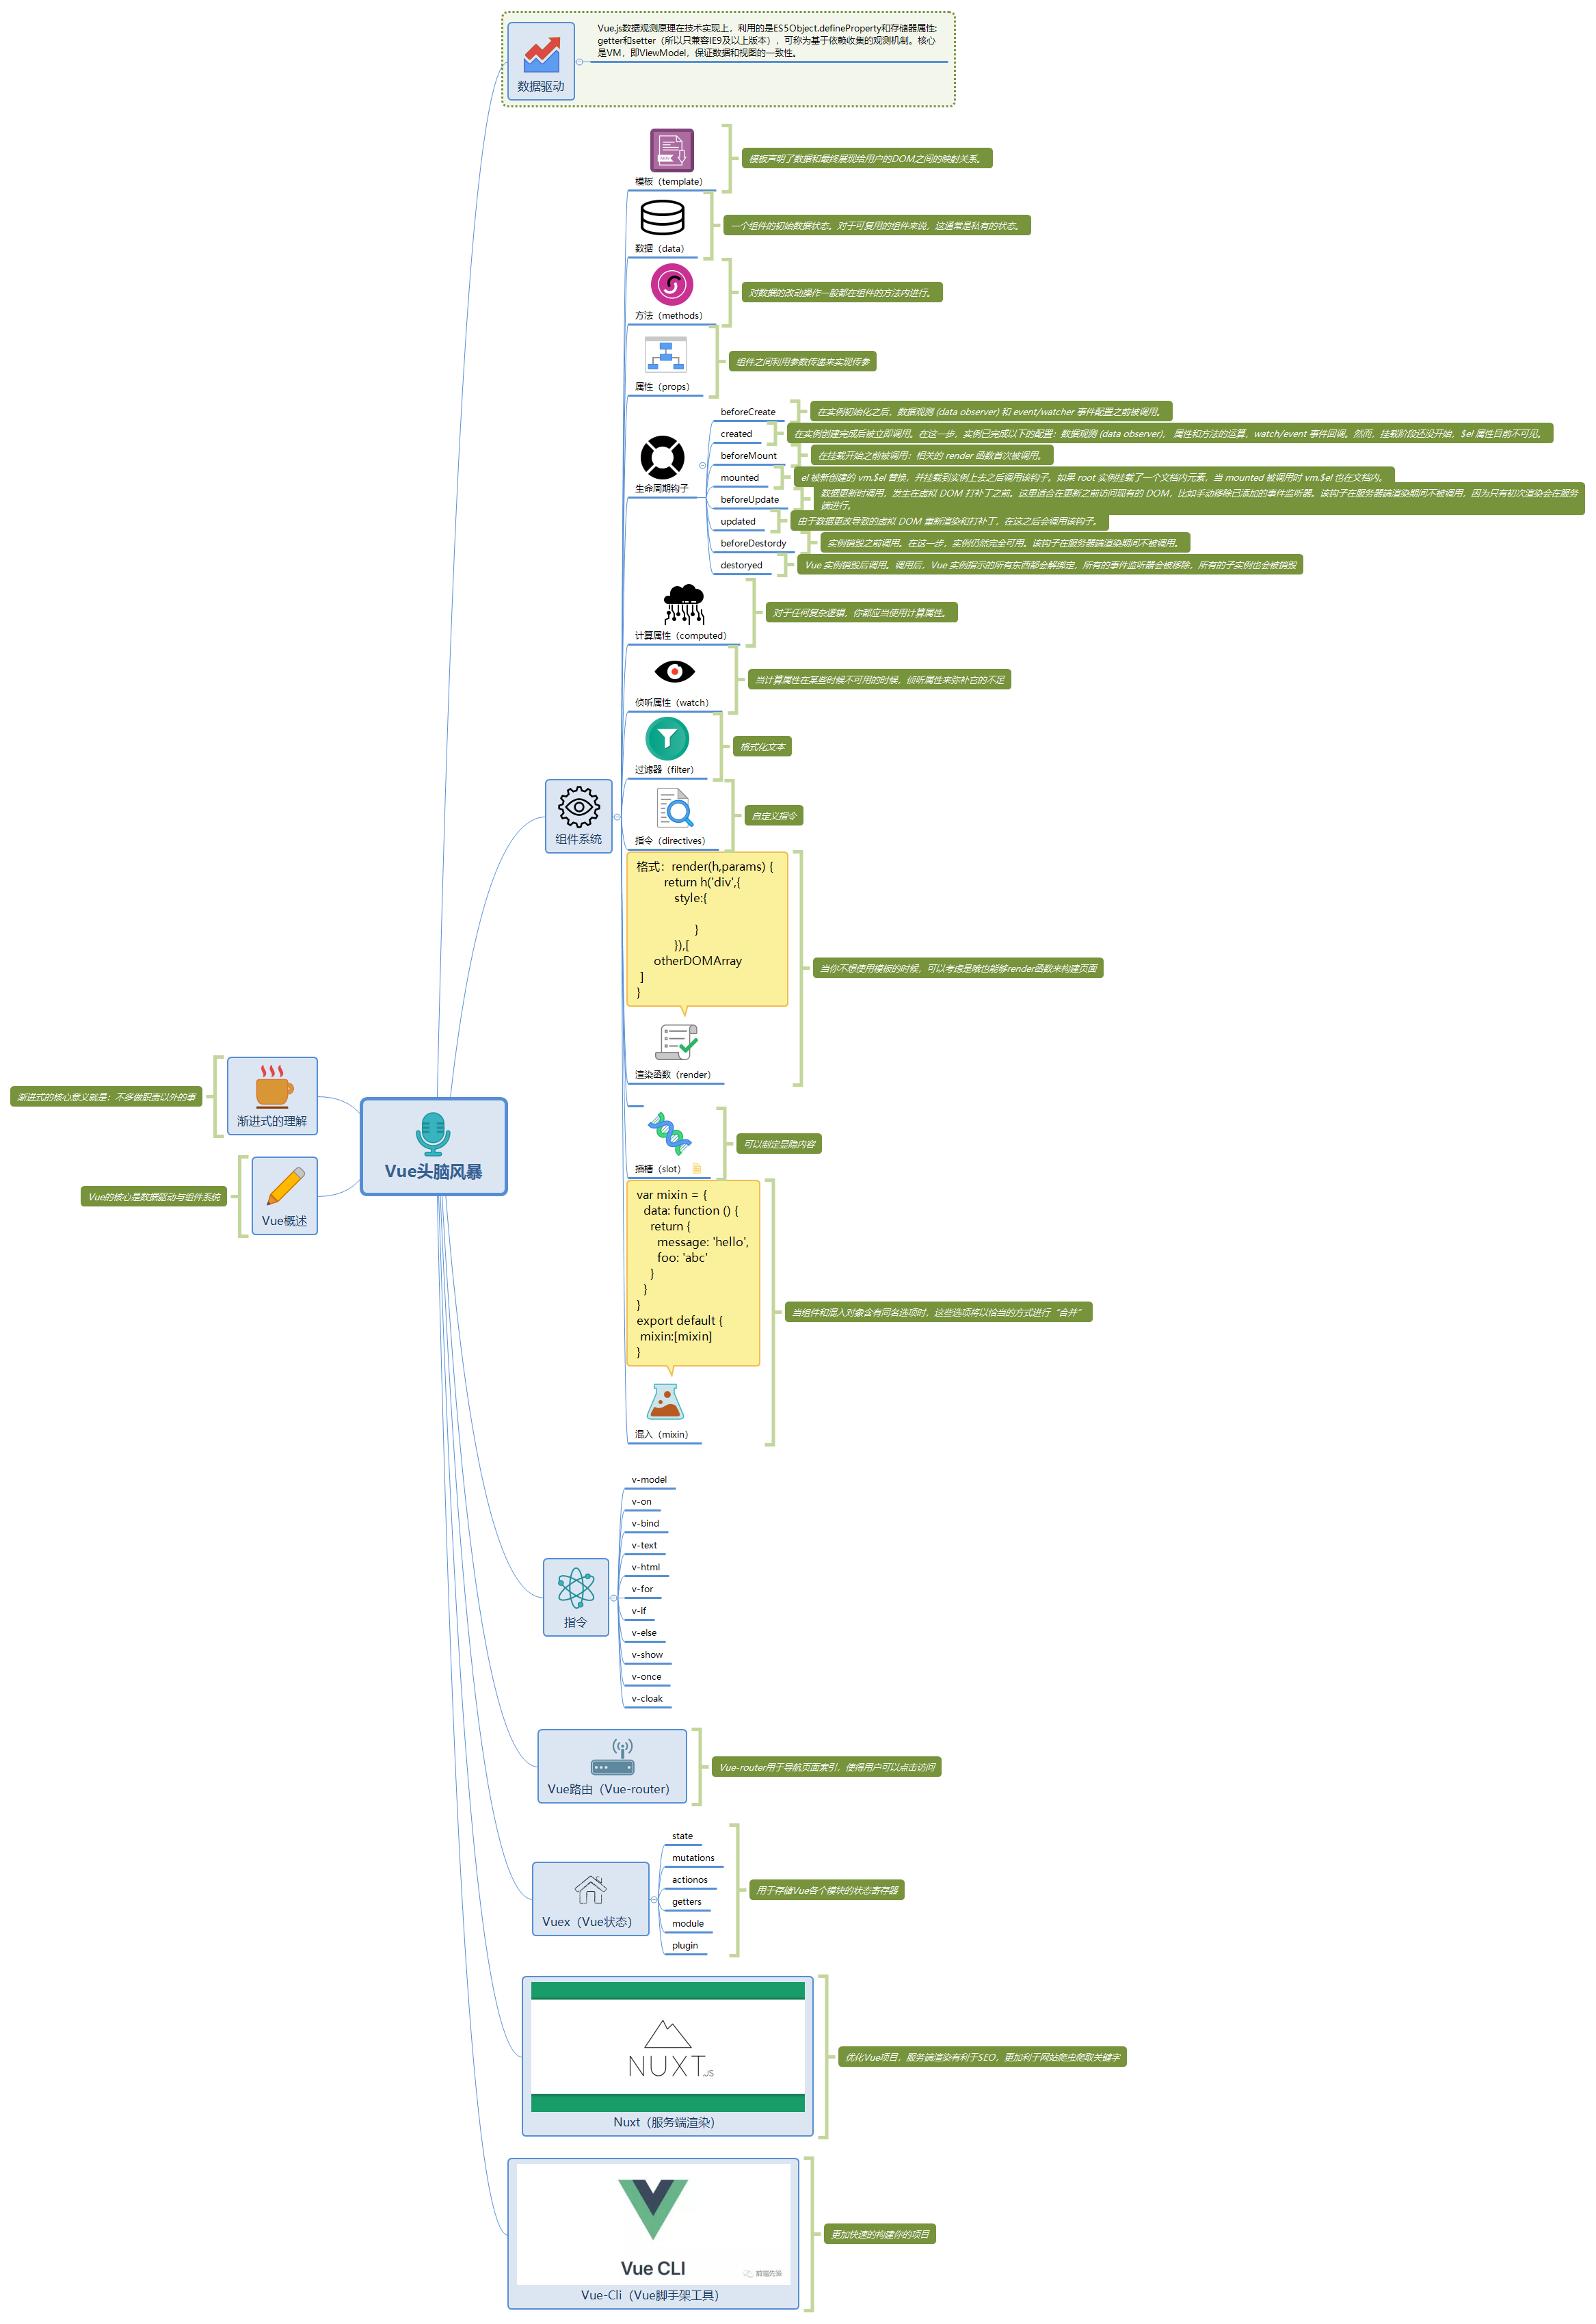 Vue.js数据观测原理在技术实现上，利用的是ES5Object.defineProperty和存储器属性:
getter和setter（所以只兼容IE9及以上版本），可称为基于依赖收集的观测机制。核心
是VM，即ViewModel，保证数据和视图的一致性。
数据驱动
模板（template）
模板声明了数据和最终展现给用户的DOM之间的映射关系。
数据（data）
一个组件的初始数据状态。对于可复用的组件来说，这通常是私有的状态。
方法（methods）
对数据的改动操作一般都在组件的方法内进行。
属性（props）
组件之间利用参数传递来实现传参
生命周期钩子
beforeCreate
在实例初始化之后，数据观测 (data observer) 和 event/watcher 事件配置之前被调用。
created
在实例创建完成后被立即调用。在这一步，实例已完成以下的配置：数据观测 (data observer)， 属性和方法的运算，watch/event 事件回调。然而，挂载阶段还没开始，$el 属性目前不可见。
beforeMount
在挂载开始之前被调用：相关的 render 函数首次被调用。
mounted
el 被新创建的 vm.$el 替换，并挂载到实例上去之后调用该钩子。如果 root 实例挂载了一个文档内元素，当 mounted 被调用时 vm.$el 也在文档内。
beforeUpdate
数据更新时调用，发生在虚拟 DOM 打补丁之前。这里适合在更新之前访问现有的 DOM，比如手动移除已添加的事件监听器。该钩子在服务器端渲染期间不被调用，因为只有初次渲染会在服务
端进行。
updated
由于数据更改导致的虚拟 DOM 重新渲染和打补丁，在这之后会调用该钩子。
beforeDestordy
实例销毁之前调用。在这一步，实例仍然完全可用。该钩子在服务器端渲染期间不被调用。
destoryed
Vue 实例销毁后调用。调用后，Vue 实例指示的所有东西都会解绑定，所有的事件监听器会被移除，所有的子实例也会被销毁
计算属性（computed）
对于任何复杂逻辑，你都应当使用计算属性。
侦听属性（watch）
当计算属性在某些时候不可用的时候，侦听属性来弥补它的不足
过滤器（filter）
格式化文本
组件系统
指令（directives）
自定义指令
格式：render(h,params) {
return h('div',{
style:{
}
}),[
otherDOMArray
]
}
渲染函数（render）
当你不想使用模板的时候，可以考虑是哦也能够render函数来构建页面
插槽（slot）
可以制定显隐内容
var mixin = {
data: function () {
return {
message: 'hello',
foo: 'abc'
}
}
}
export default {
mixin:[mixin]
}
混入（mixin）
当组件和混入对象含有同名选项时，这些选项将以恰当的方式进行“合并”
渐进式的核心意义就是：不多做职责以外的事
渐进式的理解
Vue头脑风暴
Vue的核心是数据驱动与组件系统
Vue概述
指令
v-model
v-on
v-bind
v-text
v-html
v-for
v-if
v-else
v-show
v-once
v-cloak
Vue路由（Vue-router）
Vue-router用于导航页面索引，使得用户可以点击访问
Vuex（Vue状态）
state
mutations
actionos
getters
module
plugin
用于存储Vue各个模块的状态寄存器
NUXT.JS
Nuxt（服务端渲染）
优化Vue项目，服务端渲染有利于SEO，更加利于网站爬虫爬取关键字
Vue CLI
Vue-Cli（Vue脚手架工具）
更加快速的构建你的项目